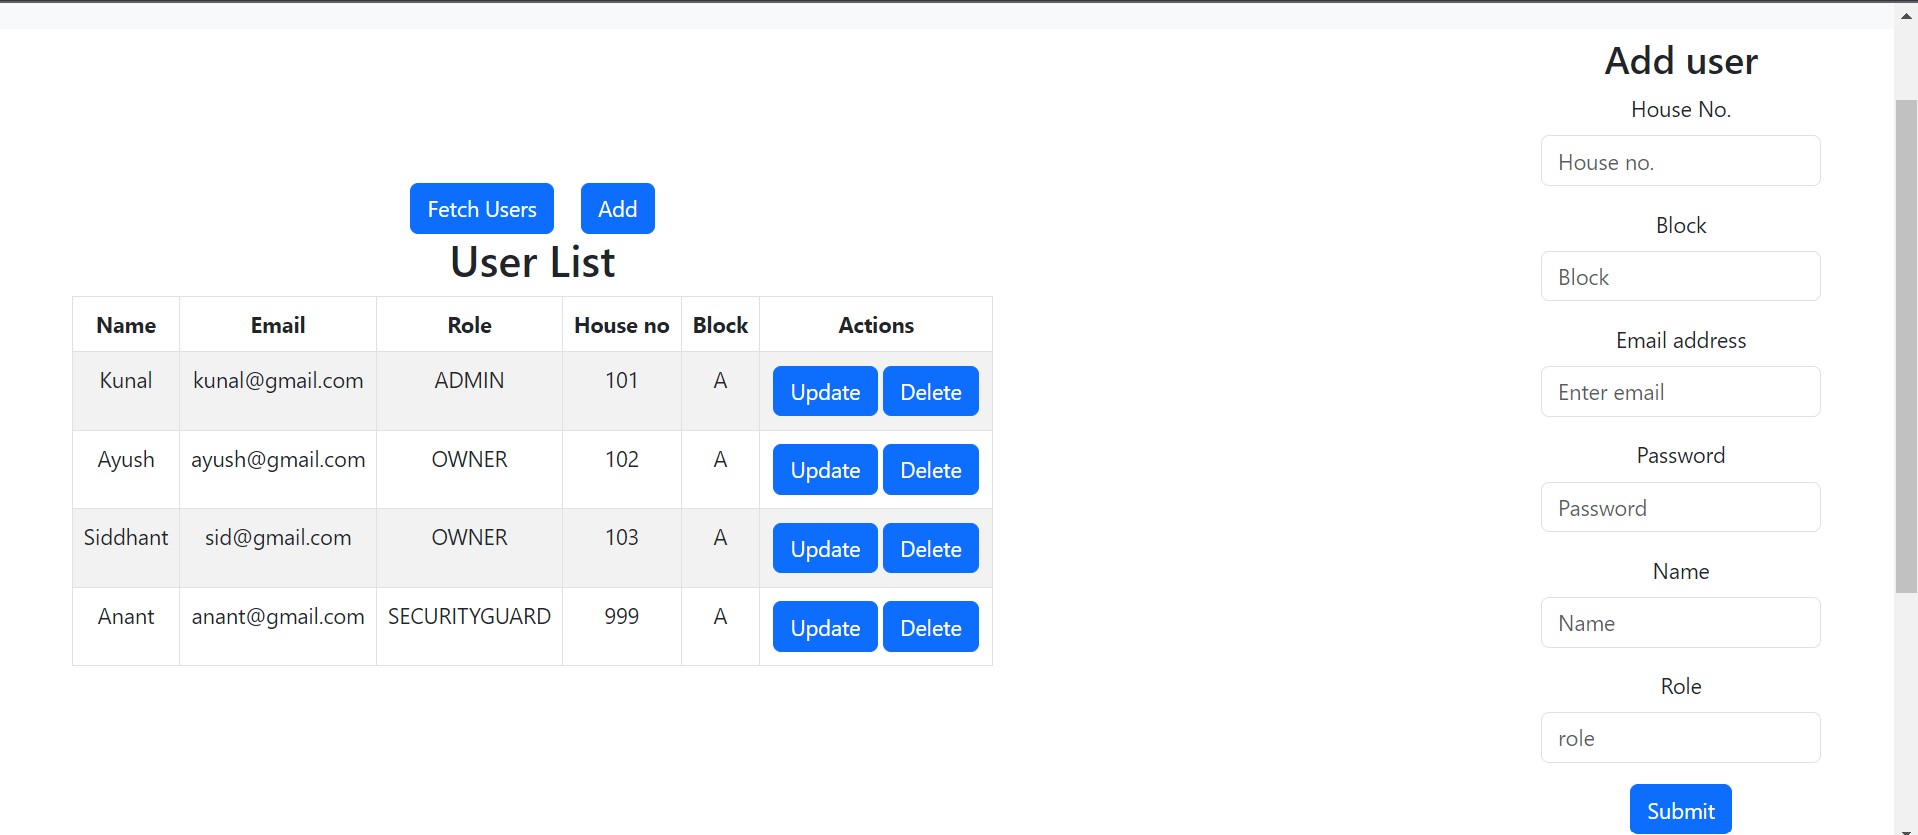 Fetch Users Add
User List
Name Email Role House no Block Actions
Kunal kunal@gmail.com ADMIN 101 A Update Delete
Ayush ayush@gmail.com OWNER 102 A Update Delete
Siddhant sid@gmail.com OWNER 103 A Update Delete
Anant anant@gmail.com SECURITYGUARD 999 A Update Delete
Add user
House No.
House no.
Block
Block
Email address
Enter email
Password
Password
Name
Name
Role
role
Submit